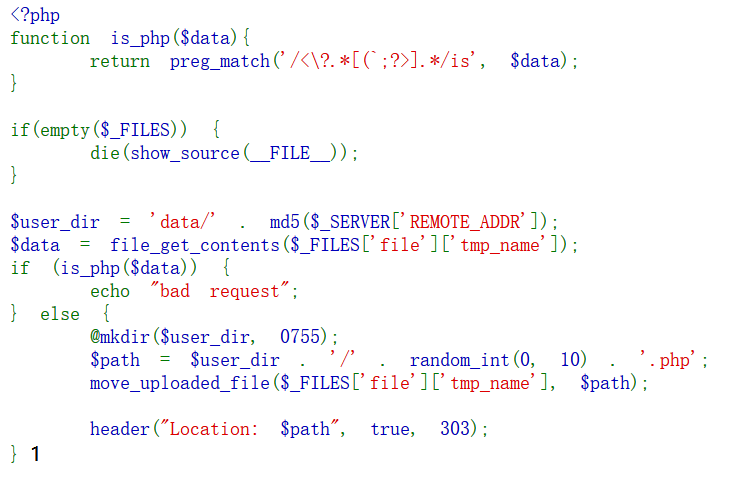 <?php
function is_php($data){
return preg_match('/<\?.*[(`;?>].*/is', $data);
}
if(empty($_FILES)) {
die(show_source(__FILE__));
}
$user_dir = 'data/' . md5($_SERVER['REMOTE_ADDR']);
$data = file_get_contents($_FILES['file']['tmp_name']);
if (is_php($data)) {
echo "bad request";
} else {
@mkdir($user_dir, 0755);
$path = $user_dir . '/' . random_int(0, 10) . '.php';
move_uploaded_file($_FILES['file']['tmp_name'], $path);
header("Location: $path", true, 303);
} 1